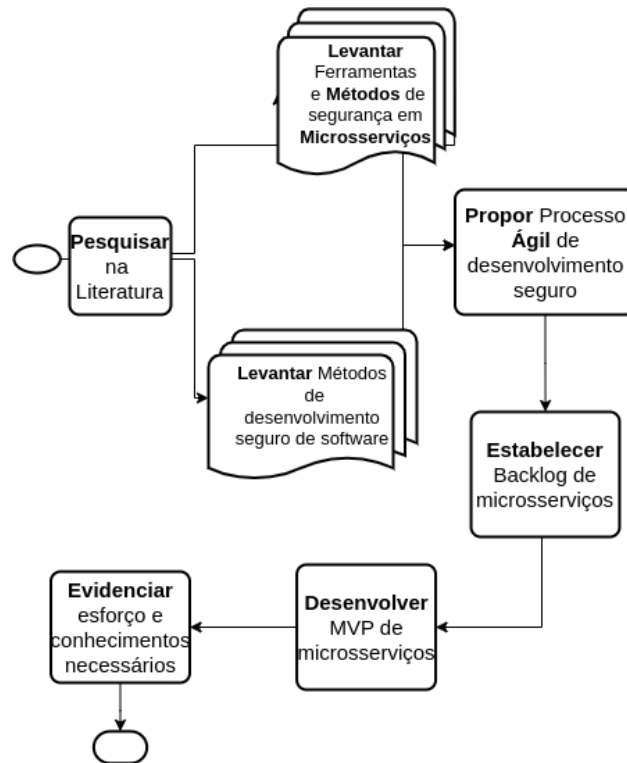 Levantar
Ferramentas
e Métodos de
segurança em
Microsserviços
Pesquisar
na
Literatura
Propor Processo
Ágil de
desenvolvimento
seguro
Levantar Métodos
de
desenvolvimento
seguro de software
Estabelecer
Backlog de
microsserviços
Desenvolver
MVP de
microsserviços
Evidenciar
esforço e
conhecimentos
necessários